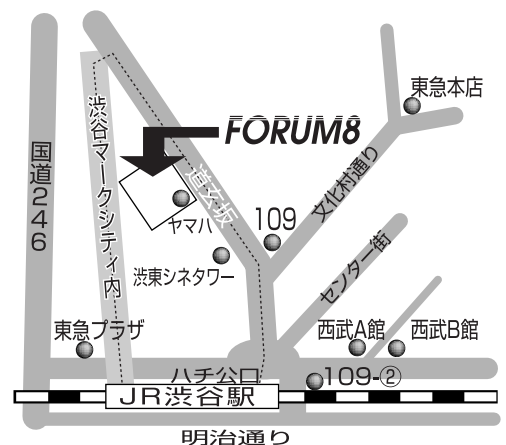 東急本店
FORUM8
渋谷マークシティ内
国道246
道玄坂
文化村通り
ヤマハ
109
渋東シネタワー
センター街
東急プラザ
西武A館
西武B館
ハチ公口
109-②
JR渋谷駅
明治通り